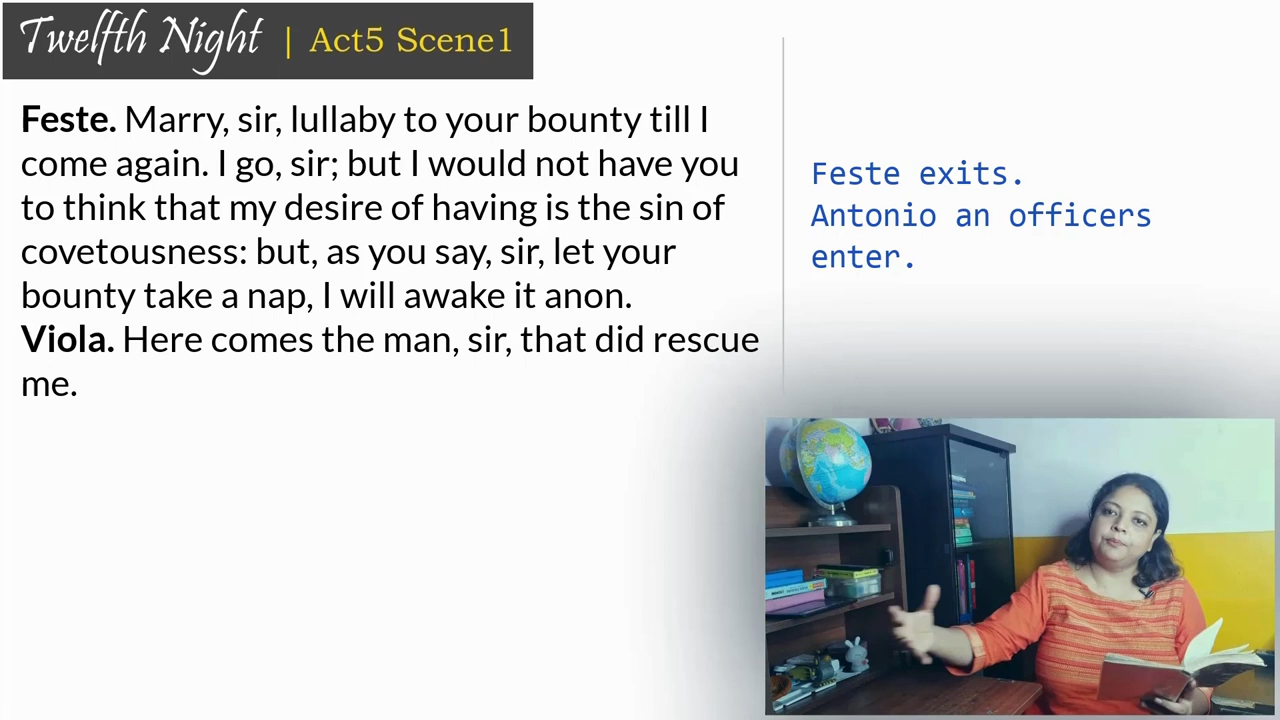 Twelfth Night | Act5 Scene1
Feste. Marry, sir, lullaby to your bounty till I
come again. I go, sir; but I would not have you
to think that my desire of having is the sin of
covetousness: but, as you say, sir, let your
bounty take a nap, I will awake it anon.
Viola. Here comes the man, sir, that did rescue
me.
Feste exits.
Antonio an officers
enter.